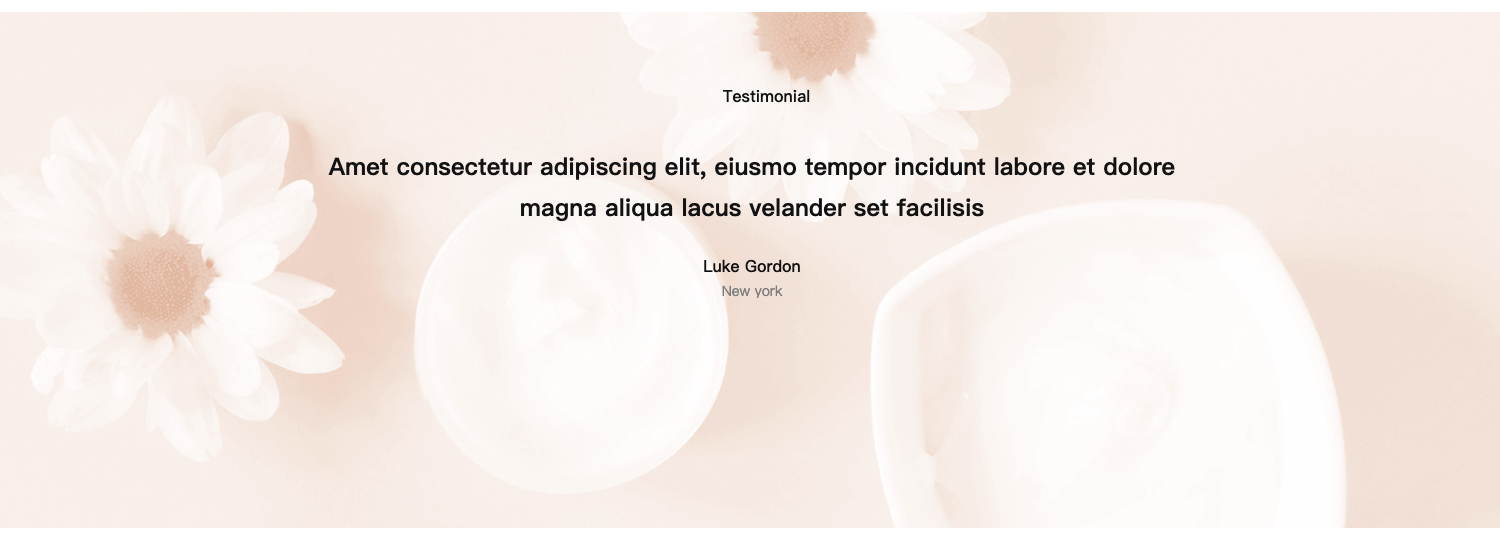 Testimonial
Amet consectetur adipiscing elit, eiusmo tempor incidunt labore et dolore
magna aliqua lacus velander set facilisis
Luke Gordon
New york